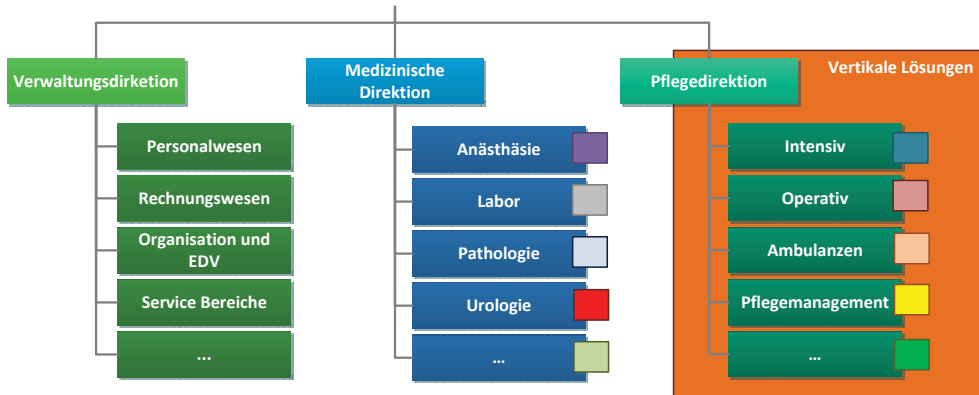 Verwaltungsdirketion
Personalwesen
Rechnungswesen
Organisation und
EDV
Service Bereiche
...
Medizinische
Direktion
Anästhäsie
Labor
Pathologie
Urologie
...
Vertikale Lösungen
Pflegedirektion
Intensiv
Operativ
Ambulanzen
Pflegemanagement
...